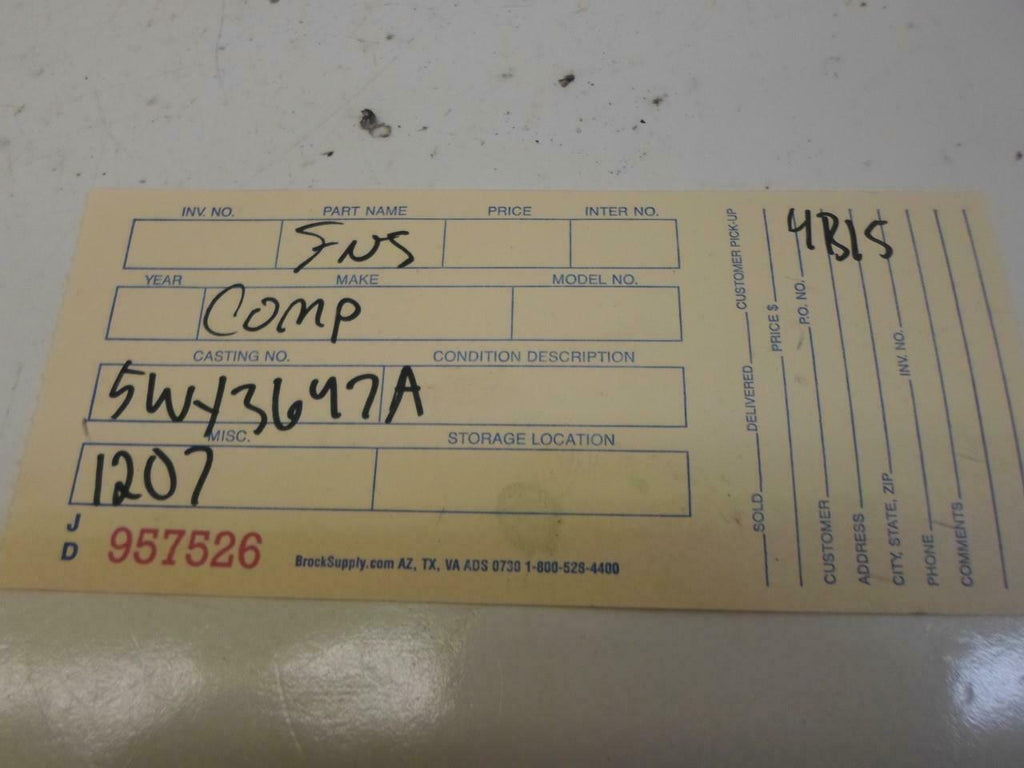 INV. NO. PART NAME PRICE INTER NO.
FNS
YEAR MAKE MODEL NO.
COMP
CASTING NO. CONDITION DESCRIPTION
5WY3647A
MISC. STORAGE LOCATION
1207
J
D
957526
BrockSupply.com AZ, TX, VA ADS 0730 1-800-528-4400
SOLD DELIVERED CUSTOMER PICK-UP
PRICE $
4B15
P.O. NO.
CUSTOMER
ADDRESS
CITY, STATE, ZIP
INV. NO.
PHONE
COMMENTS